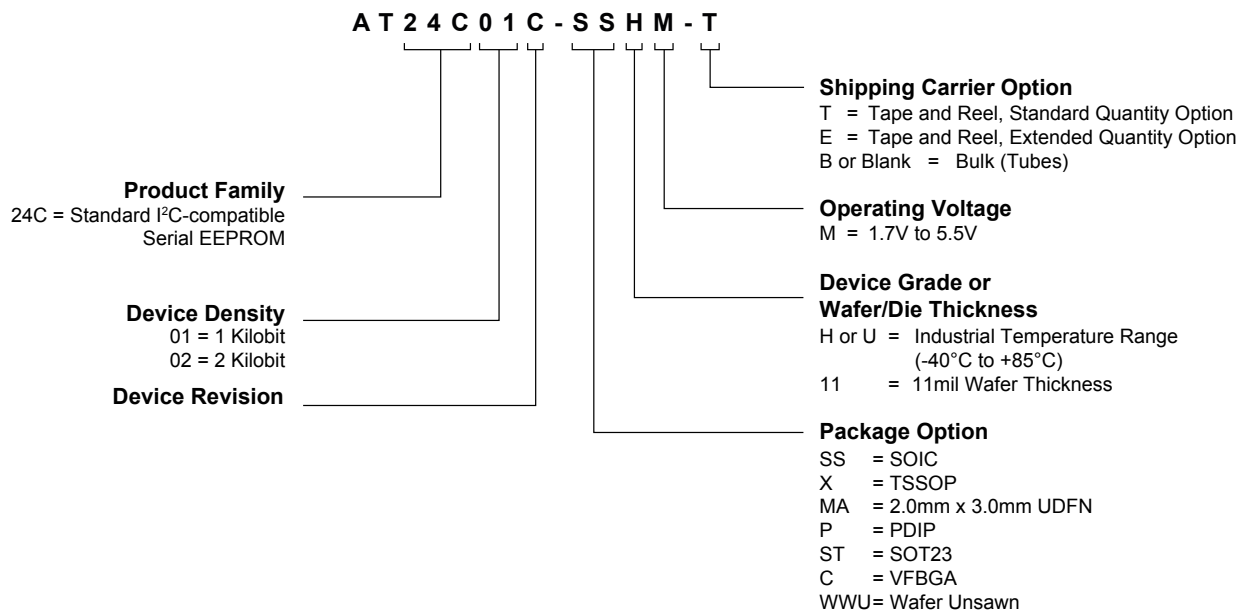 AT24C01C-SSHM-T
Product Family
24C = Standard I²C-compatible
Serial EEPROM
Device Density
01 = 1 Kilobit
02 = 2 Kilobit
Device Revision
Shipping Carrier Option
T = Tape and Reel, Standard Quantity Option
E = Tape and Reel, Extended Quantity Option
B or Blank = Bulk (Tubes)
Operating Voltage
M = 1.7V to 5.5V
Device Grade or
Wafer/Die Thickness
H or U = Industrial Temperature Range
(-40°C to +85°C)
11 = 11mil Wafer Thickness
Package Option
SS = SOIC
X = TSSOP
MA = 2.0mm x 3.0mm UDFN
P = PDIP
ST = SOT23
C = VFBGA
WWU= Wafer Unsawn